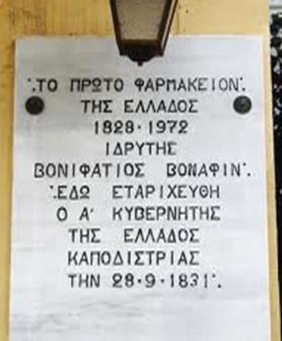 ∴ΤΟ ΠΡΩΤΟ ΦΑΡΜΑΚΕΙΟΝ∴
ΤΗΣ ΕΛΛΑΔΟΣ
1828·1972
ΙΔΡΥΤΗΣ
ΒΟΝΙΦΑΤΙΟΣ ΒΟΝΑΦΙΝ∴
∴ΕΔΩ ΕΤΑΡΙΧΕΥΘΗ
Ο Α' ΚΥΒΕΡΝΗΤΗΣ
ΤΗΣ ΕΛΛΑΔΟΣ
ΚΑΠΟΔΙΣΤΡΙΑΣ
ΤΗΝ 28·9·1831∴